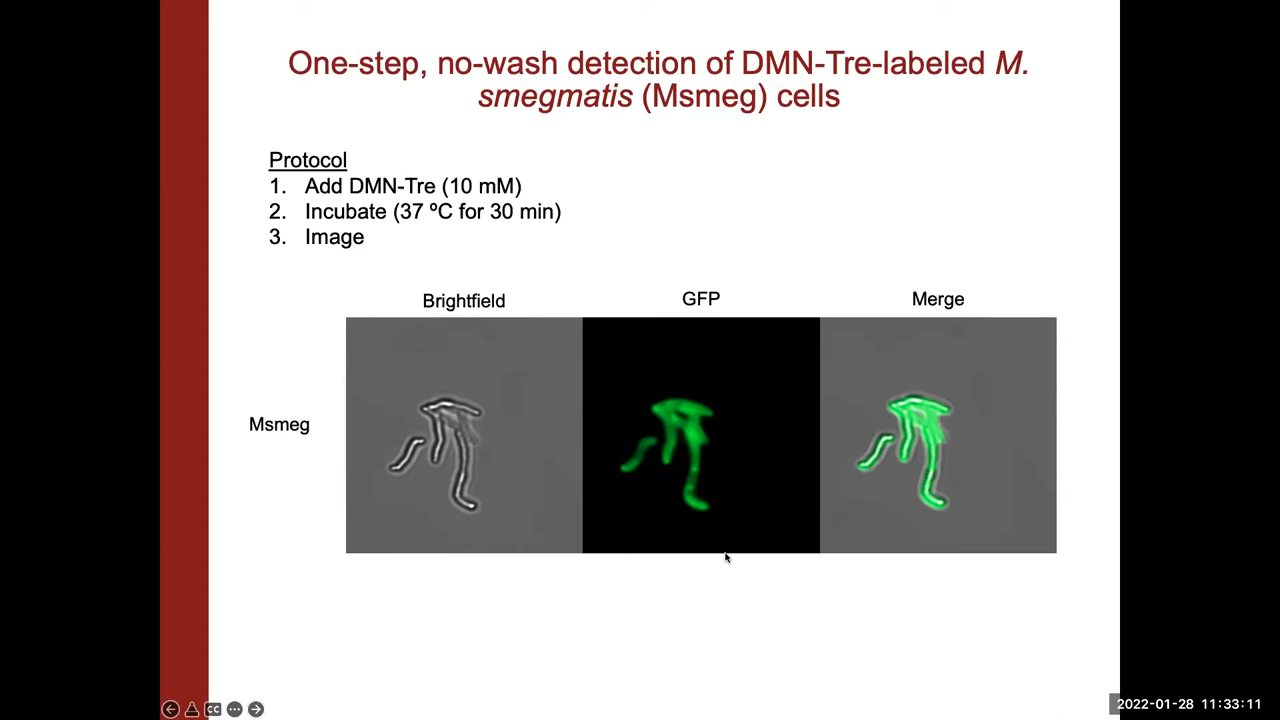 One-step, no-wash detection of DMN-Tre-labeled M.
smegmatis (Msmeg) cells
Protocol
1. Add DMN-Tre (10 mM)
2. Incubate (37 ºC for 30 min)
3. Image
Brightfield GFP Merge
Msmeg
CC
2022-01-28 11:33:11